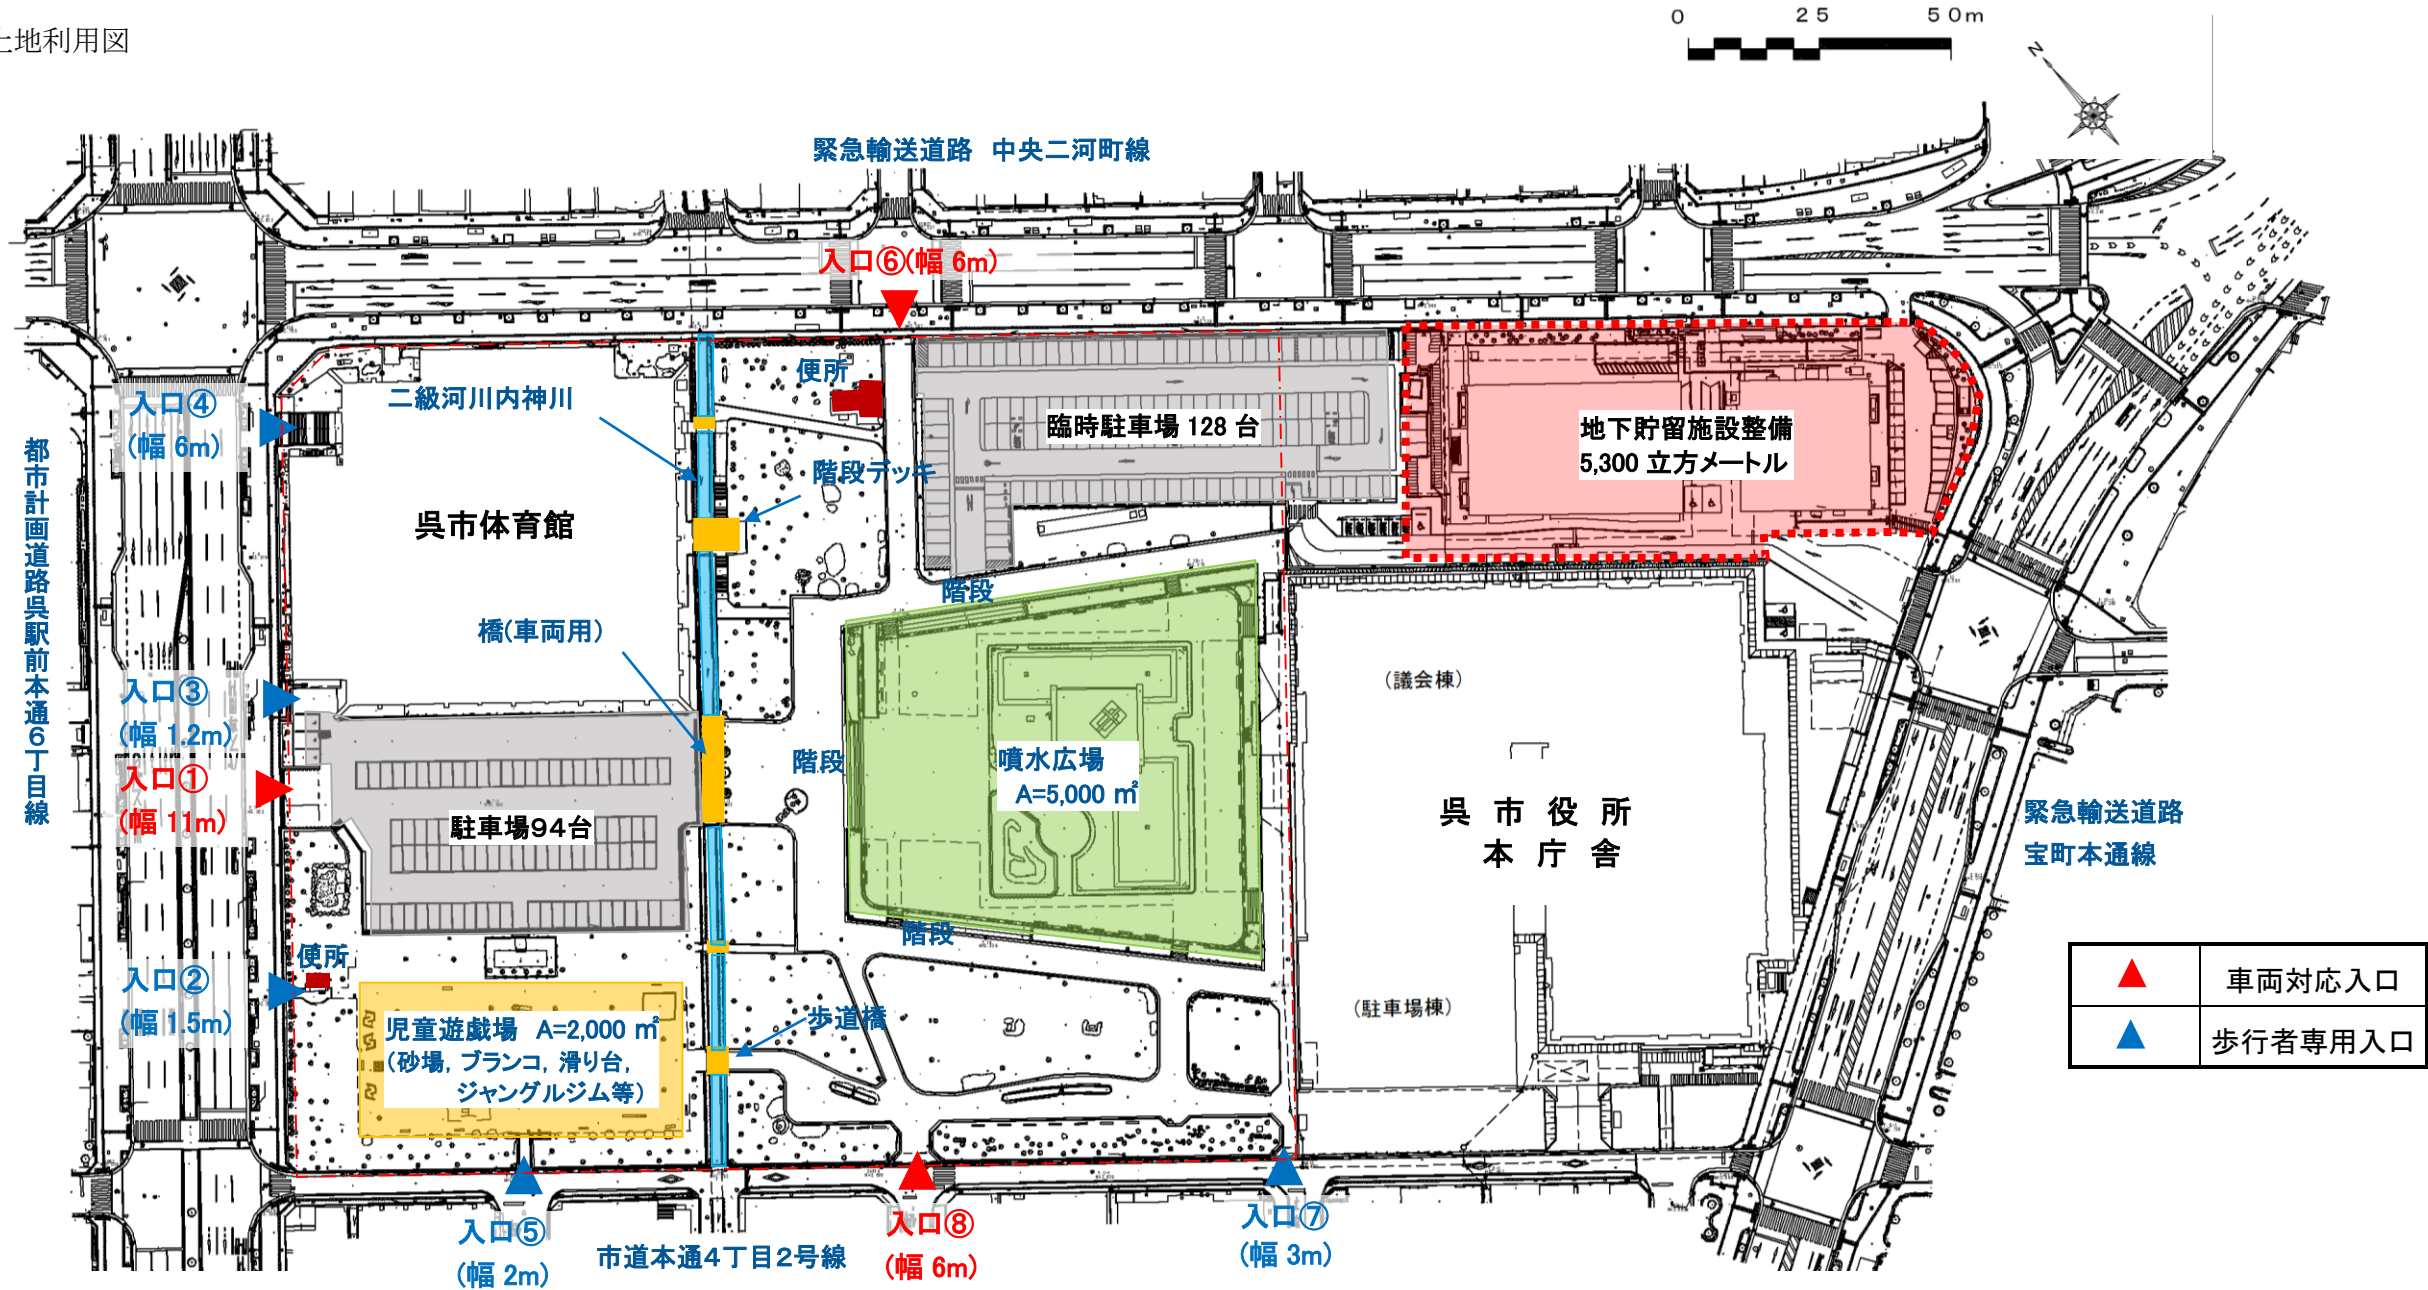 土地利用図
0 25 50m
N
緊急輸送道路 中央二河町線
入口⑥(幅 6m)
入口④
(幅 6m)
二級河川内神川
便所
臨時駐車場 128 台
地下貯留施設整備
5,300 立方メートル
階段デッキ
都市計画道路呉駅前本通6丁目線
呉市体育館
階段
橋(車両用)
(議会棟)
入口③
(幅 1.2m)
入口①
(幅 11m)
階段
噴水広場
A=5,000 ㎡
駐車場94台
呉 市 役 所
本 庁 舎
緊急輸送道路
宝町本通線
階段
便所
入口②
(幅 1.5m)
歩道橋
(駐車場棟)
児童遊戯場 A=2,000 ㎡
(砂場, ブランコ, 滑り台,
ジャングルジム等)
車両対応入口
歩行者専用入口
入口⑤
(幅 2m)
市道本通4丁目2号線
入口⑧
(幅 6m)
入口⑦
(幅 3m)